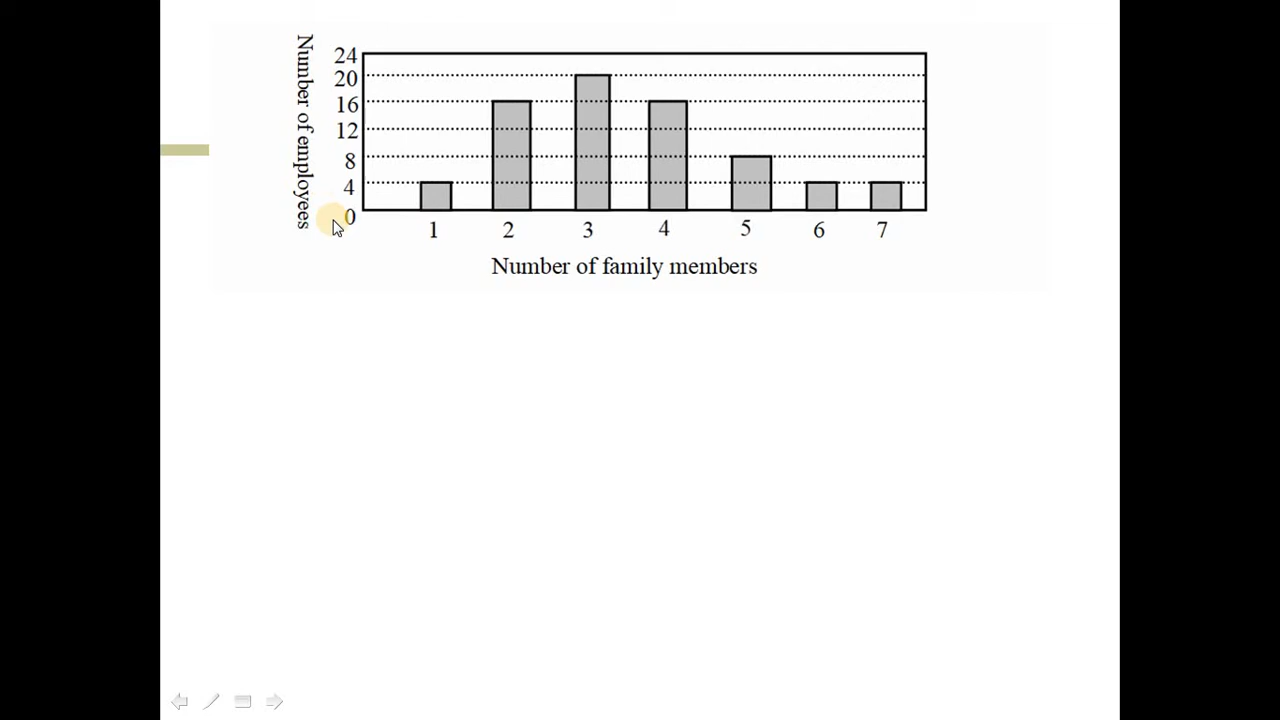 Number of employees
24
20
16
12
8
4
0
1 2 3 4 5 6 7
Number of family members